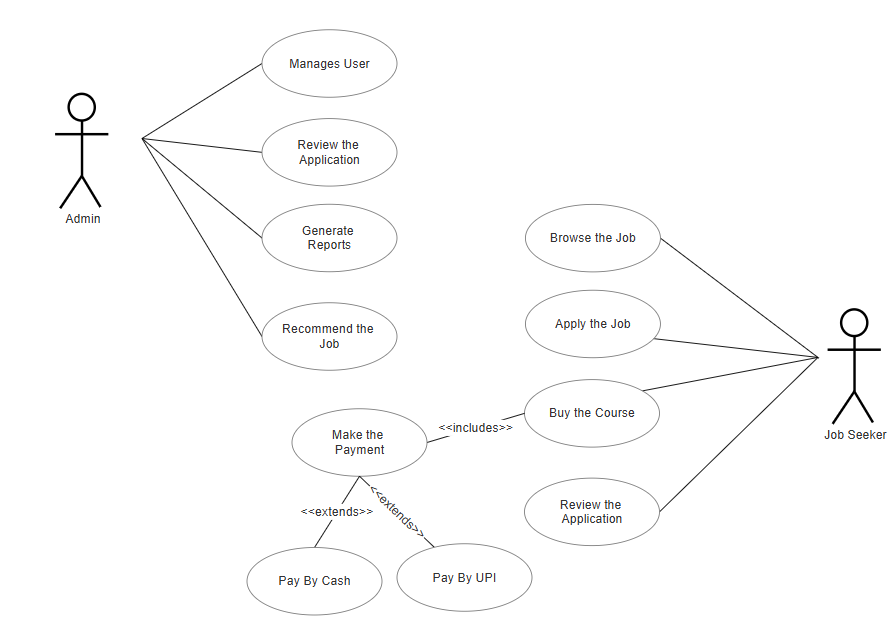 Manages User
Review the
Application
Admin
Generate
Reports
Browse the Job
Recommend the
Job
Apply the Job
Buy the Course
<<includes>>
Make the
Payment
Job Seeker
Review the
Application
<<extends>>
<<extends>>
Pay By Cash
Pay By UPI